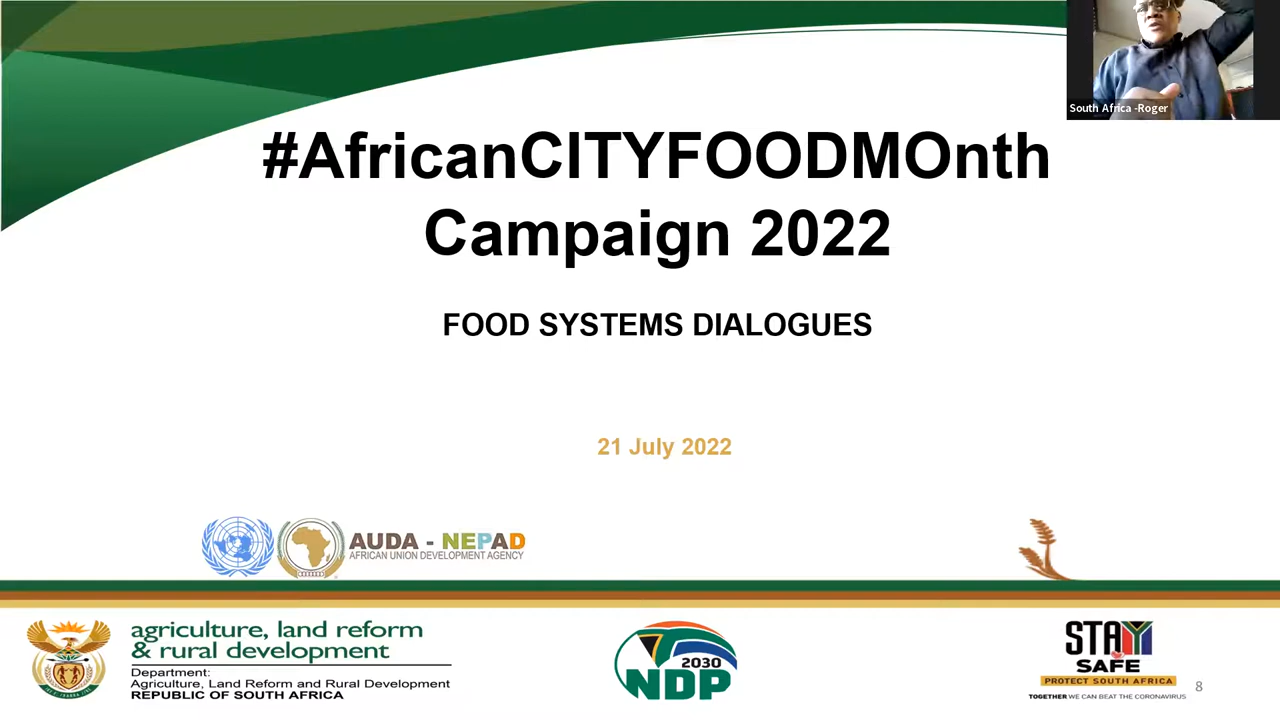 South Africa -Roger
#AfricanCITYFOODMOnth
Campaign 2022
FOOD SYSTEMS DIALOGUES
21 July 2022
AUDA - NEPAD
AFRICAN UNION DEVELOPMENT AGENCY
agriculture, land reform
& rural development
Department:
Agriculture, Land Reform and Rural Development
REPUBLIC OF SOUTH AFRICA
2030
NDP
STAY
SAFE
PROTECT SOUTH AFRICA
TOGETHER WE CAN BEAT THE CORONAVIRUS
8